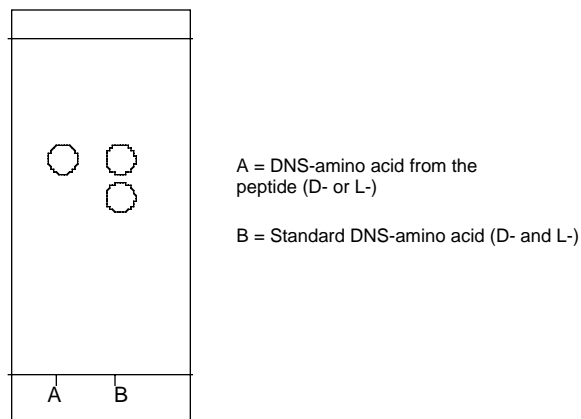 A = DNS-amino acid from the
peptide (D- or L-)
B = Standard DNS-amino acid (D- and L-)
A B